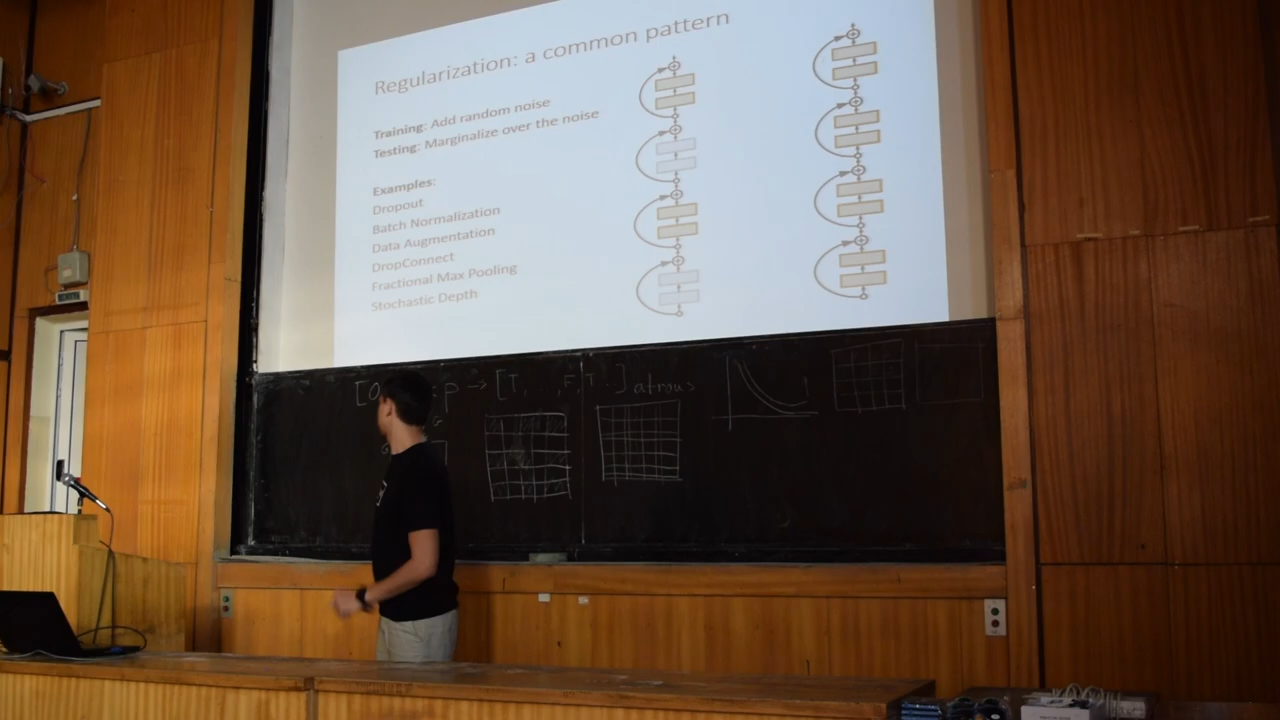 Regularization: a common pattern
Training: Add random noise
Testing: Marginalize over the noise
Examples:
Dropout
Batch Normalization
Data Augmentation
DropConnect
Fractional Max Pooling
Stochastic Depth
p → [T, ..., F, T ..] atrous
G